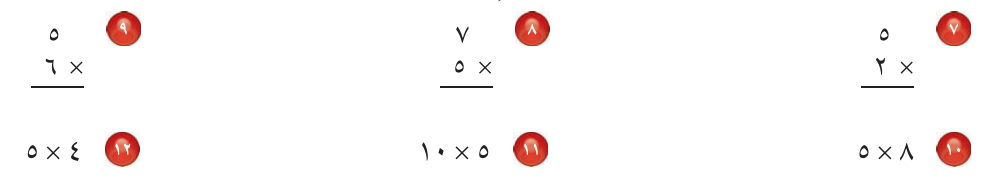 ٧ ٥
× ٢
٨ ٧
× ٥
٩ ٥
× ٦
١٠ ٨ × ٥
١١ ٥ × ١٠
١٢ ٤ × ٥